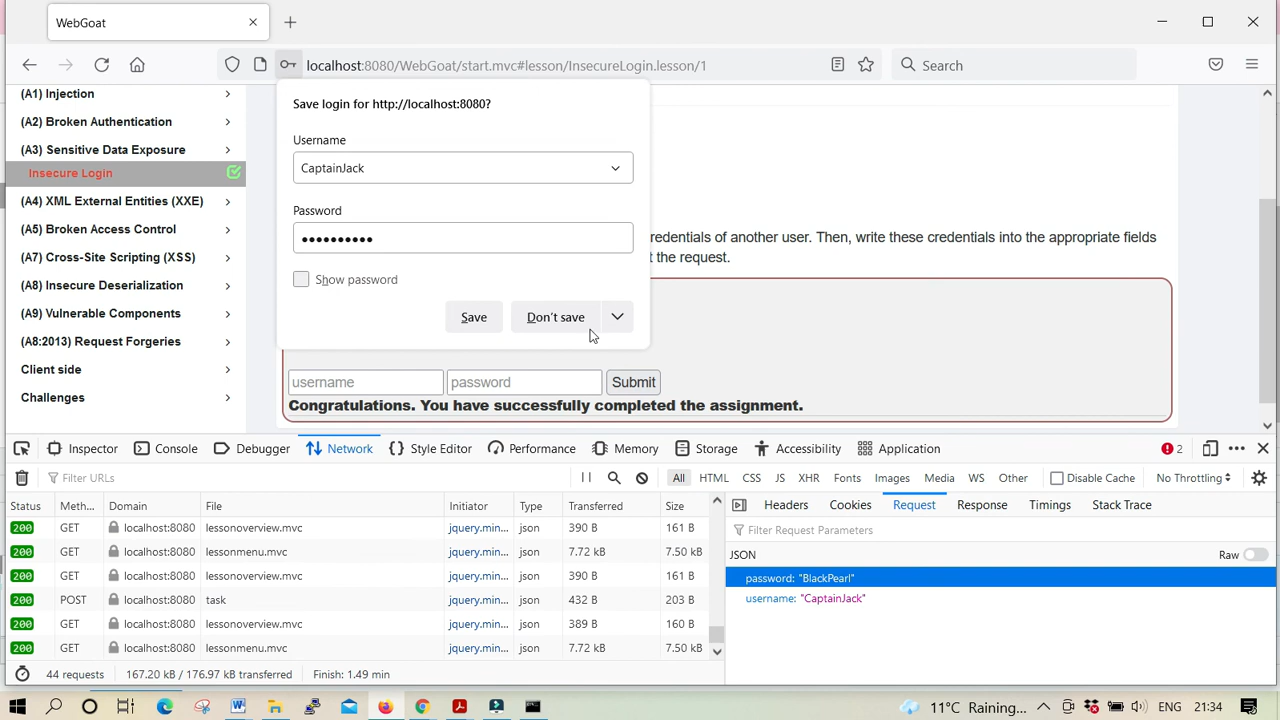 WebGoat
localhost:8080/WebGoat/start.mvc#lesson/InsecureLogin.lesson/1
Search
(A1) Injection
(A2) Broken Authentication
(A3) Sensitive Data Exposure
Insecure Login
(A4) XML External Entities (XXE)
(A5) Broken Access Control
(A7) Cross-Site Scripting (XSS)
(A8) Insecure Deserialization
(A9) Vulnerable Components
(A8:2013) Request Forgeries
Client side
Challenges
Save login for http://localhost:8080?
Username
CaptainJack
Password
●●●●●●●●●●
Show password
Save
Don't save
redentials of another user. Then, write these credentials into the appropriate fields
t the request.
username password Submit
Congratulations. You have successfully completed the assignment.
Inspector Console Debugger Network Style Editor Performance Memory Storage Accessibility Application 2
Filter URLs
All HTML CSS JS XHR Fonts Images Media WS Other Disable Cache No Throttling
Status Meth... Domain File Initiator Type Transferred Size
200 GET localhost:8080 lessonoverview.mvc jquery.min... json 390 B 161 B
200 GET localhost:8080 lessonmenu.mvc jquery.min... json 7.72 kB 7.50 kB
200 GET localhost:8080 lessonoverview.mvc jquery.min... json 390 B 161 B
200 POST localhost:8080 task jquery.min... json 432 B 203 B
200 GET localhost:8080 lessonoverview.mvc jquery.min... json 389 B 160 B
200 GET localhost:8080 lessonmenu.mvc jquery.min... json 7.72 kB 7.50 kB
44 requests 167.20 kB / 176.97 kB transferred Finish: 1.49 min
Headers Cookies Request Response Timings Stack Trace
Filter Request Parameters
JSON Raw
password: "BlackPearl"
username: "CaptainJack"
11°C Raining... ENG 21:34